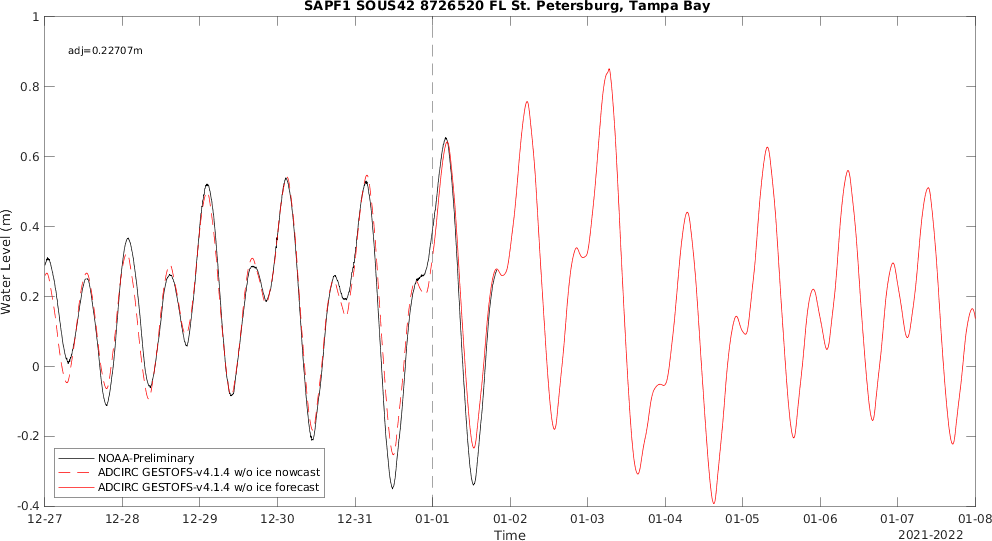 SAPF1 SOUS42 8726520 FL St. Petersburg, Tampa Bay
adj=0.22707m
Water Level (m)
1
0.8
0.6
0.4
0.2
0
-0.2
-0.4
NOAA-Preliminary
ADCIRC GESTOFS-v4.1.4 w/o ice nowcast
ADCIRC GESTOFS-v4.1.4 w/o ice forecast
12-27 12-28 12-29 12-30 12-31 01-01 01-02 01-03 01-04 01-05 01-06 01-07 01-08
Time
2021-2022